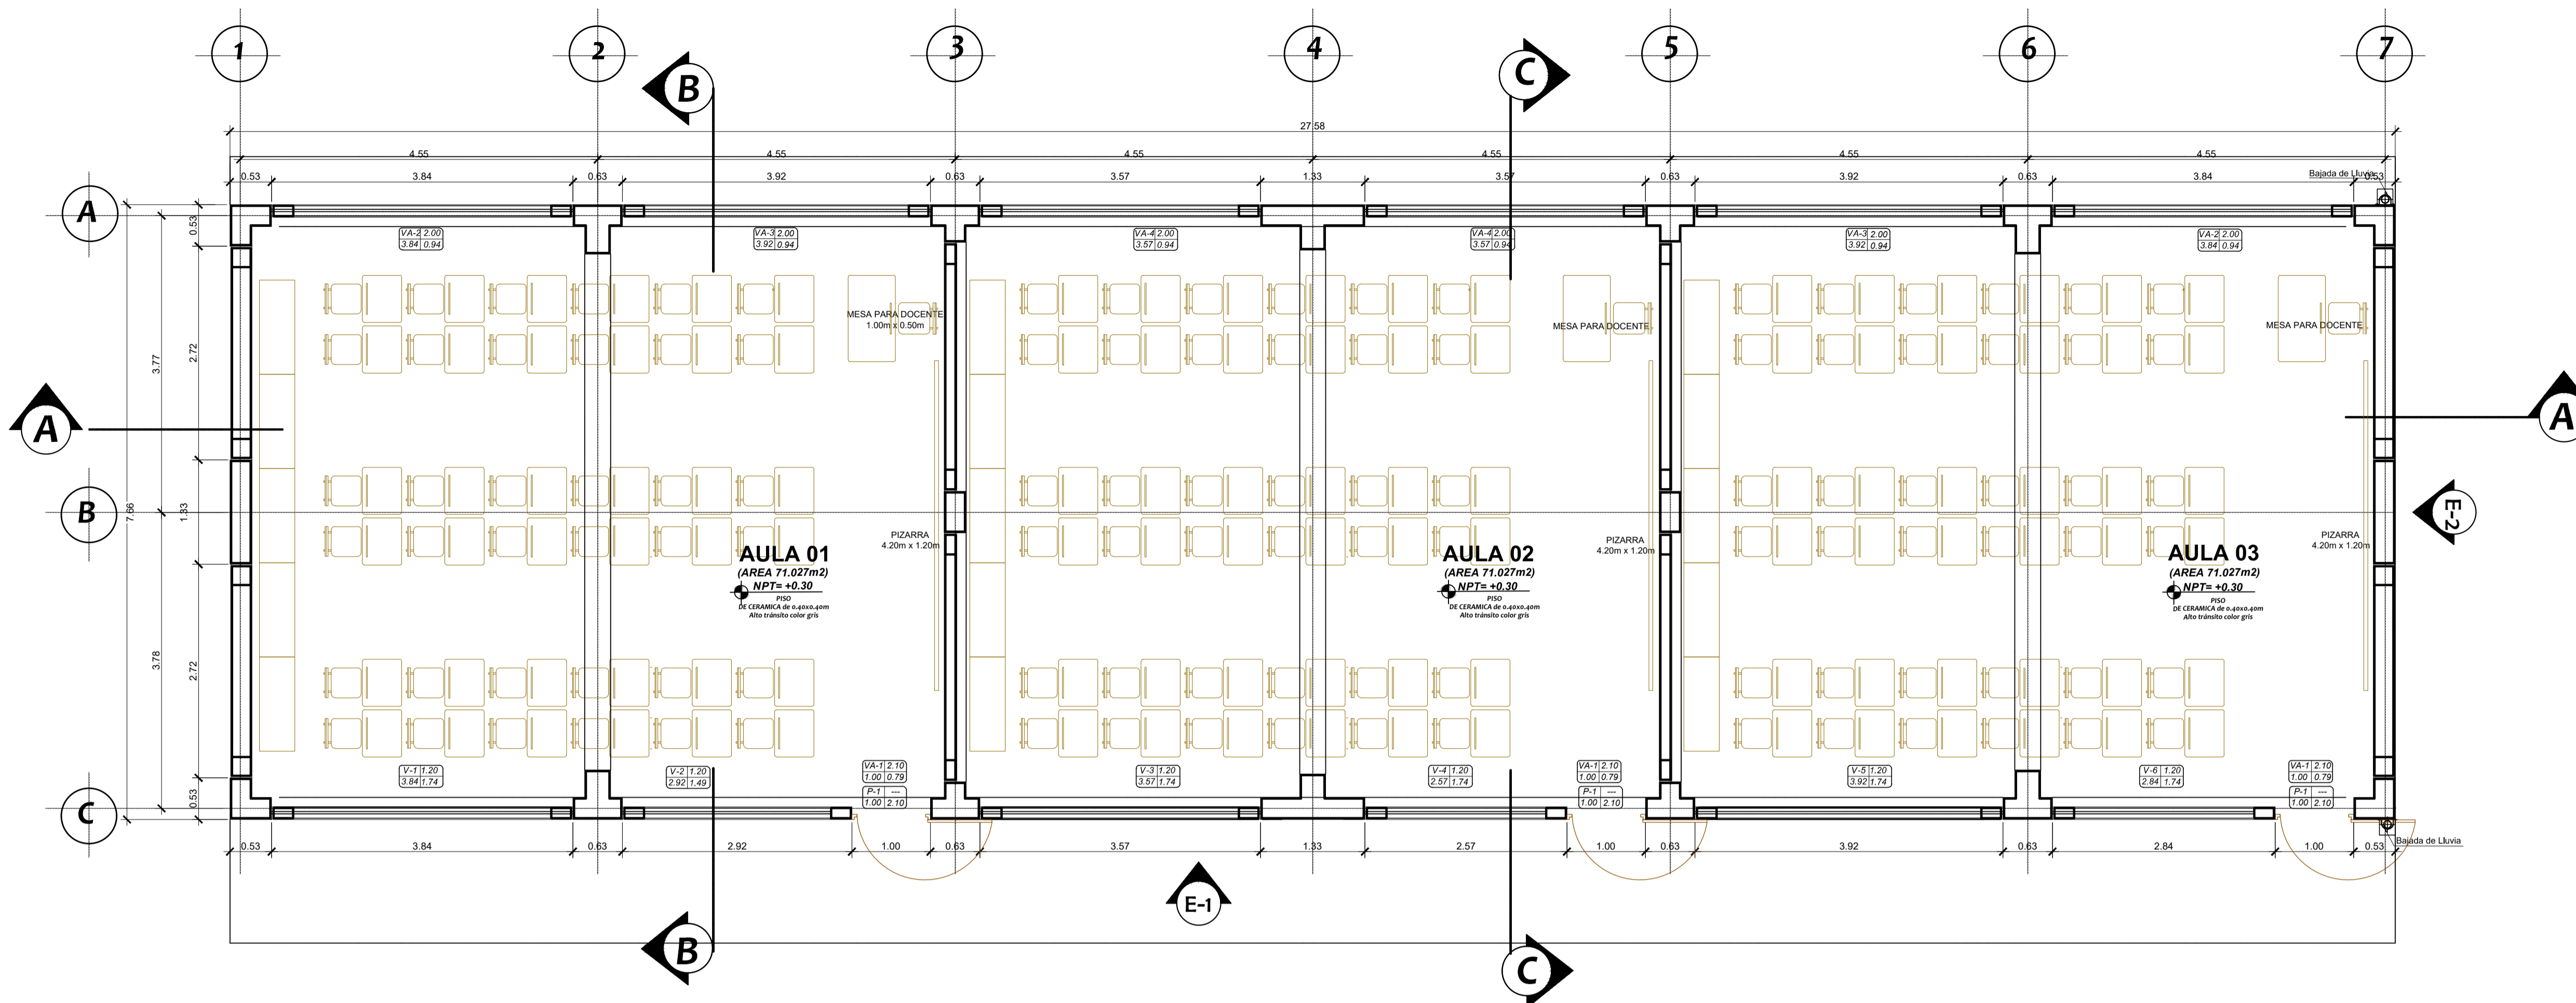 1 2 3 4 5 6 7
B C
27.58
4.55 4.55 4.55 4.55 4.55 4.55
0.53 3.84 0.63 3.92 0.63 3.57 1.33 3.57 0.63 3.92 0.63 3.84 0.53
Bajada de Lluvia
A
VA-2 2.00
3.84 0.94
VA-3 2.00
3.92 0.94
VA-4 2.00
3.57 0.94
VA-4 2.00
3.57 0.94
VA-3 2.00
3.92 0.94
VA-2 2.00
3.84 0.94
0.53
2.72
1.33
2.72
0.53
3.77
3.78
7.66
MESA PARA DOCENTE
1.00m x 0.50m
MESA PARA DOCENTE
MESA PARA DOCENTE
A
A
B
E-2
PIZARRA
4.20m x 1.20m
PIZARRA
4.20m x 1.20m
PIZARRA
4.20m x 1.20m
AULA 01
(AREA 71.027m2)
NPT= +0.30
PISO
DE CERAMICA de 0.40x0.40m
Alto tránsito color gris
AULA 02
(AREA 71.027m2)
NPT= +0.30
PISO
DE CERAMICA de 0.40x0.40m
Alto tránsito color gris
AULA 03
(AREA 71.027m2)
NPT= +0.30
PISO
DE CERAMICA de 0.40x0.40m
Alto tránsito color gris
V-1 1.20
3.84 1.74
V-2 1.20
2.92 1.49
VA-1 2.10
1.00 0.79
P-1 ---
1.00 2.10
V-3 1.20
3.57 1.74
V-4 1.20
2.57 1.74
VA-1 2.10
1.00 0.79
P-1 ---
1.00 2.10
V-5 1.20
3.92 1.74
V-6 1.20
2.84 1.74
VA-1 2.10
1.00 0.79
P-1 ---
1.00 2.10
C
0.53 3.84 0.63 2.92 1.00 0.63 3.57 1.33 2.57 1.00 0.63 3.92 0.63 2.84 1.00 0.53
Bajada de Lluvia
E-1
B C